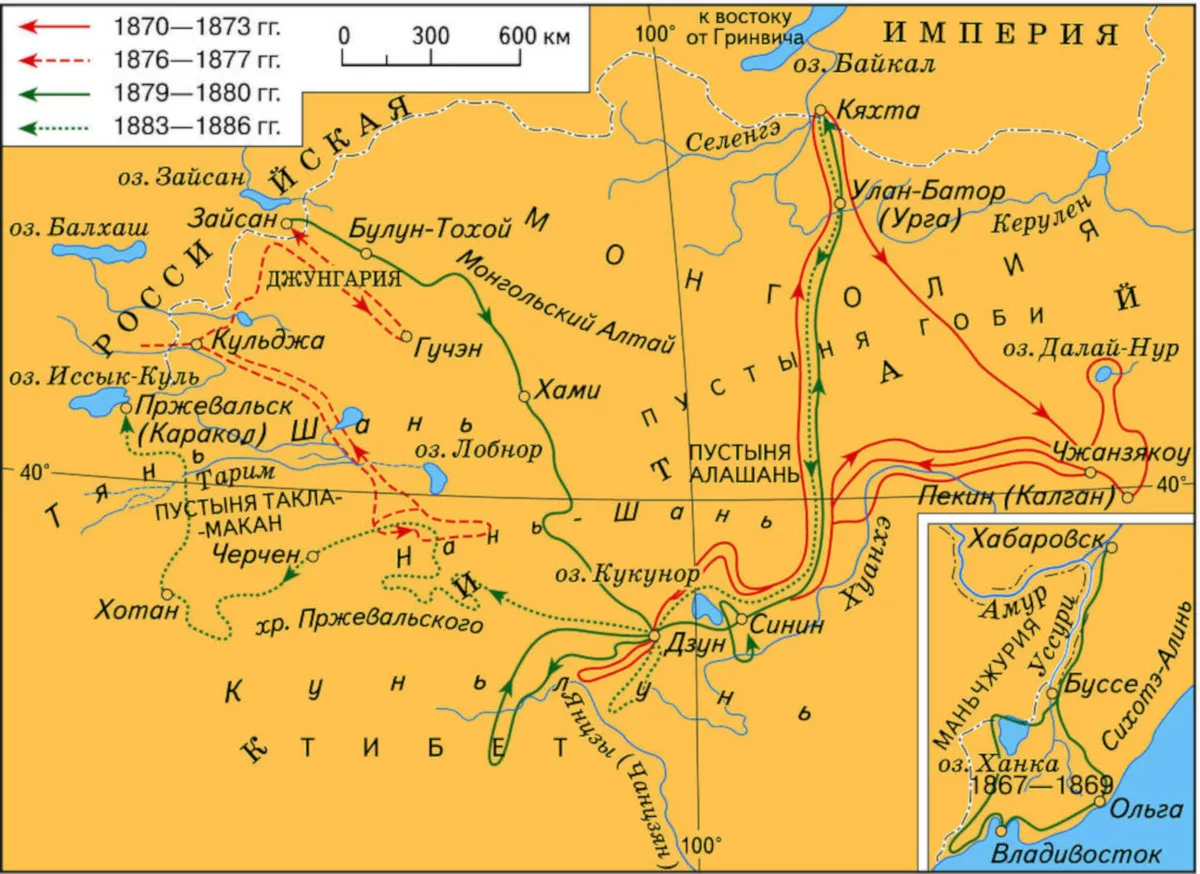 1870—1873 гг.
1876—1877 гг.
1879—1880 гг.
1883—1886 гг.
0 300 600 км
100° к востоку
от Гринвича
РОССИЙСКАЯ ИМПЕРИЯ
оз. Байкал
Кяхта
Селенгэ
оз. Зайсан
Зайсан
Улан-Батор
(Урга)
Керулен
оз. Балхаш
Булун-Тохой
МОНГОЛИЯ
ДЖУНГАРИЯ
Монгольский Алтай
Кульджа
Гучэн
ПУСТЫНЯ ГОБИ
оз. Далай-Нур
оз. Иссык-Куль
Хами
Пржевальск
(Каракол)
Тянь Шань
оз. Лобнор
ПУСТЫНЯ
АЛАШАНЬ
Чжанзякоу
40°
Тарим
40°
Пекин (Калган)
ПУСТЫНЯ ТАКЛА-
-МАКАН
Нань-Шань
Черчен
КИТАЙ
оз. Кукунор
Хуанхэ
Хотан
хр. Пржевальского
Дзун
Синин
Куньлунь
ТИБЕТ
Янцзы (Чанцзян)
100°
Хабаровск
Амур
Уссури
МАНЬЧЖУРИЯ
Буссе
Сихотэ-Алинь
оз. Ханка
1867—1869
Ольга
Владивосток